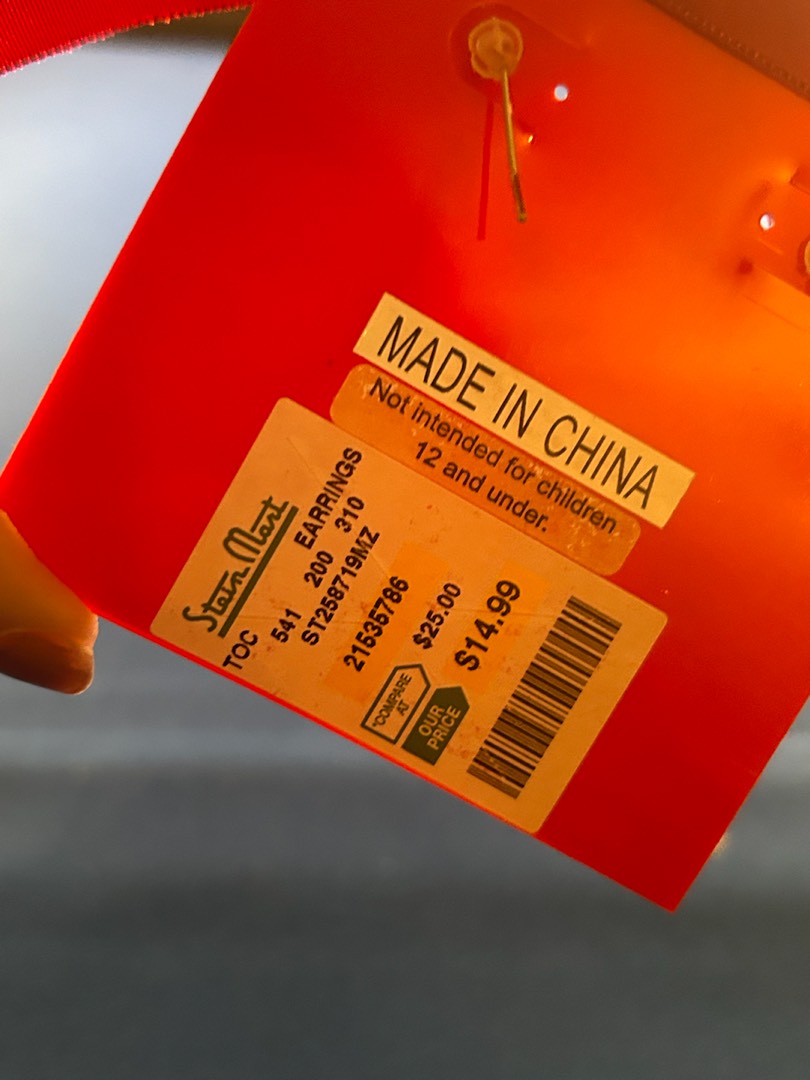 MADE IN CHINA
Not intended for children
12 and under.
Stein Mart
TOC EARRINGS
541 200 310
ST258719MZ
21535786
*COMPARE
AT
$25.00
OUR
PRICE
$14.99